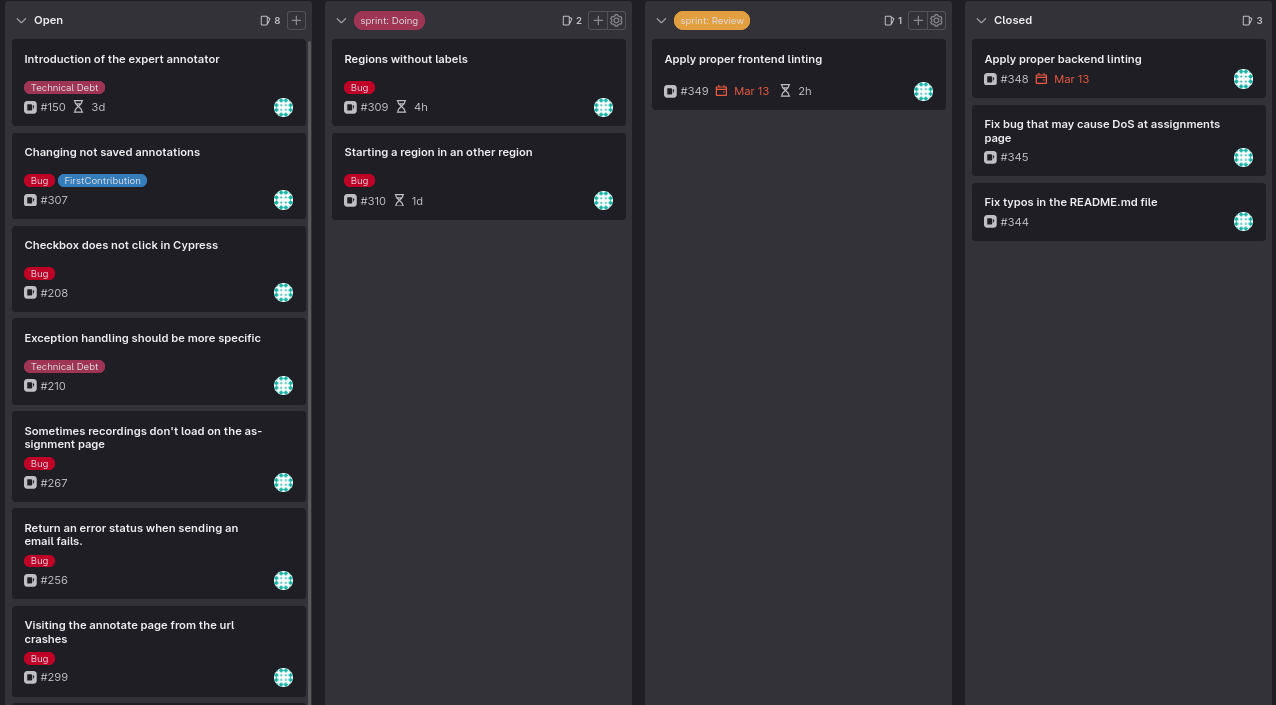 Open 8
Introduction of the expert annotator
Technical Debt
#150 3d
Changing not saved annotations
Bug FirstContribution
#307
Checkbox does not click in Cypress
Bug
#208
Exception handling should be more specific
Technical Debt
#210
Sometimes recordings don't load on the as-
signment page
Bug
#267
Return an error status when sending an
email fails.
Bug
#256
Visiting the annotate page from the url
crashes
Bug
#299
sprint: Doing 2
Regions without labels
Bug
#309 4h
Starting a region in an other region
Bug
#310 1d
sprint: Review 1
Apply proper frontend linting
#349 Mar 13 2h
Closed 3
Apply proper backend linting
#348 Mar 13
Fix bug that may cause DoS at assignments
page
#345
Fix typos in the README.md file
#344